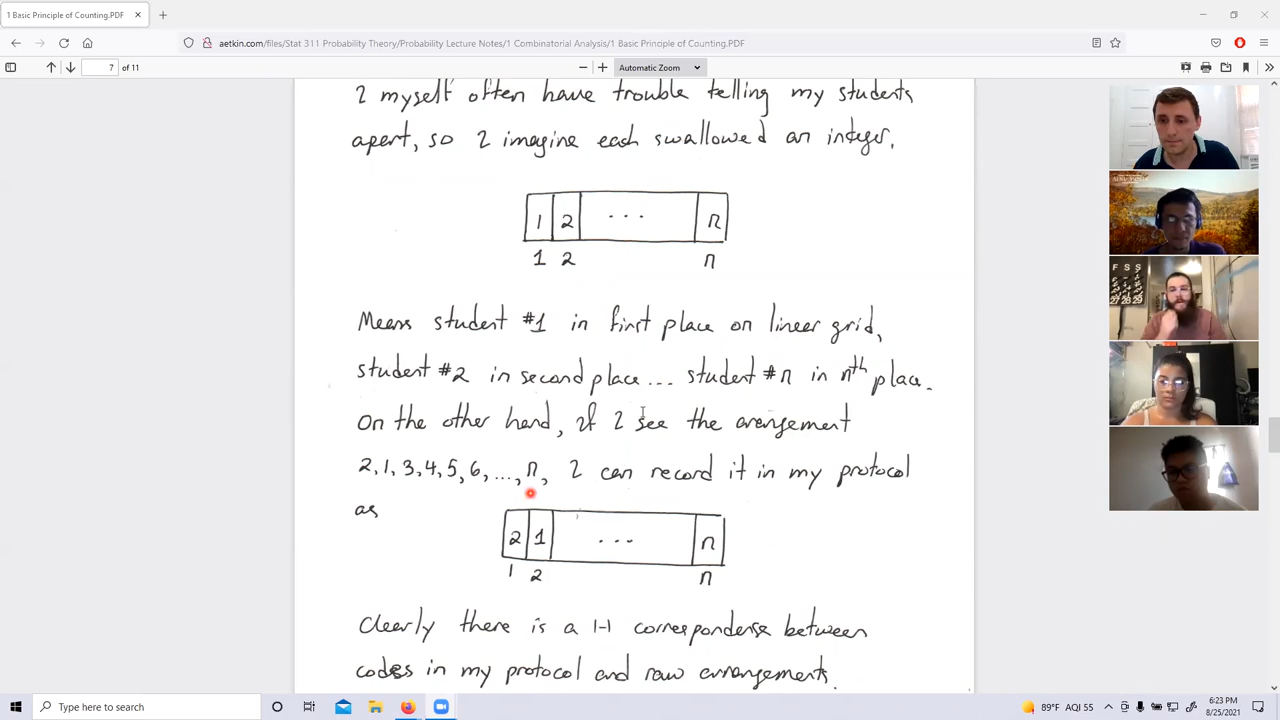 1 Basic Principle of Counting.PDF
aetkin.com/files/Stat 311 Probability Theory/Probability Lecture Notes/1 Combinatorial Analysis/1 Basic Principle of Counting.PDF
7 of 11
Automatic Zoom
I myself often have trouble telling my students
apart, so I imagine each swallowed an integer.
1 2 ... n
1 2 n
Means student #1 in first place on linear grid,
student #2 in second place... student #n in nth place.
On the other hand, if I see the arengement
2, 1, 3, 4, 5, 6, ..., n, I can record it in my protocol
as
2 1 ... n
1 2 n
Clearly there is a 1-1 correspondense between
codes in my protocol and raw arrangements.
F S S
27 28 29
Type here to search
89°F AQI 55
6:23 PM
8/25/2021